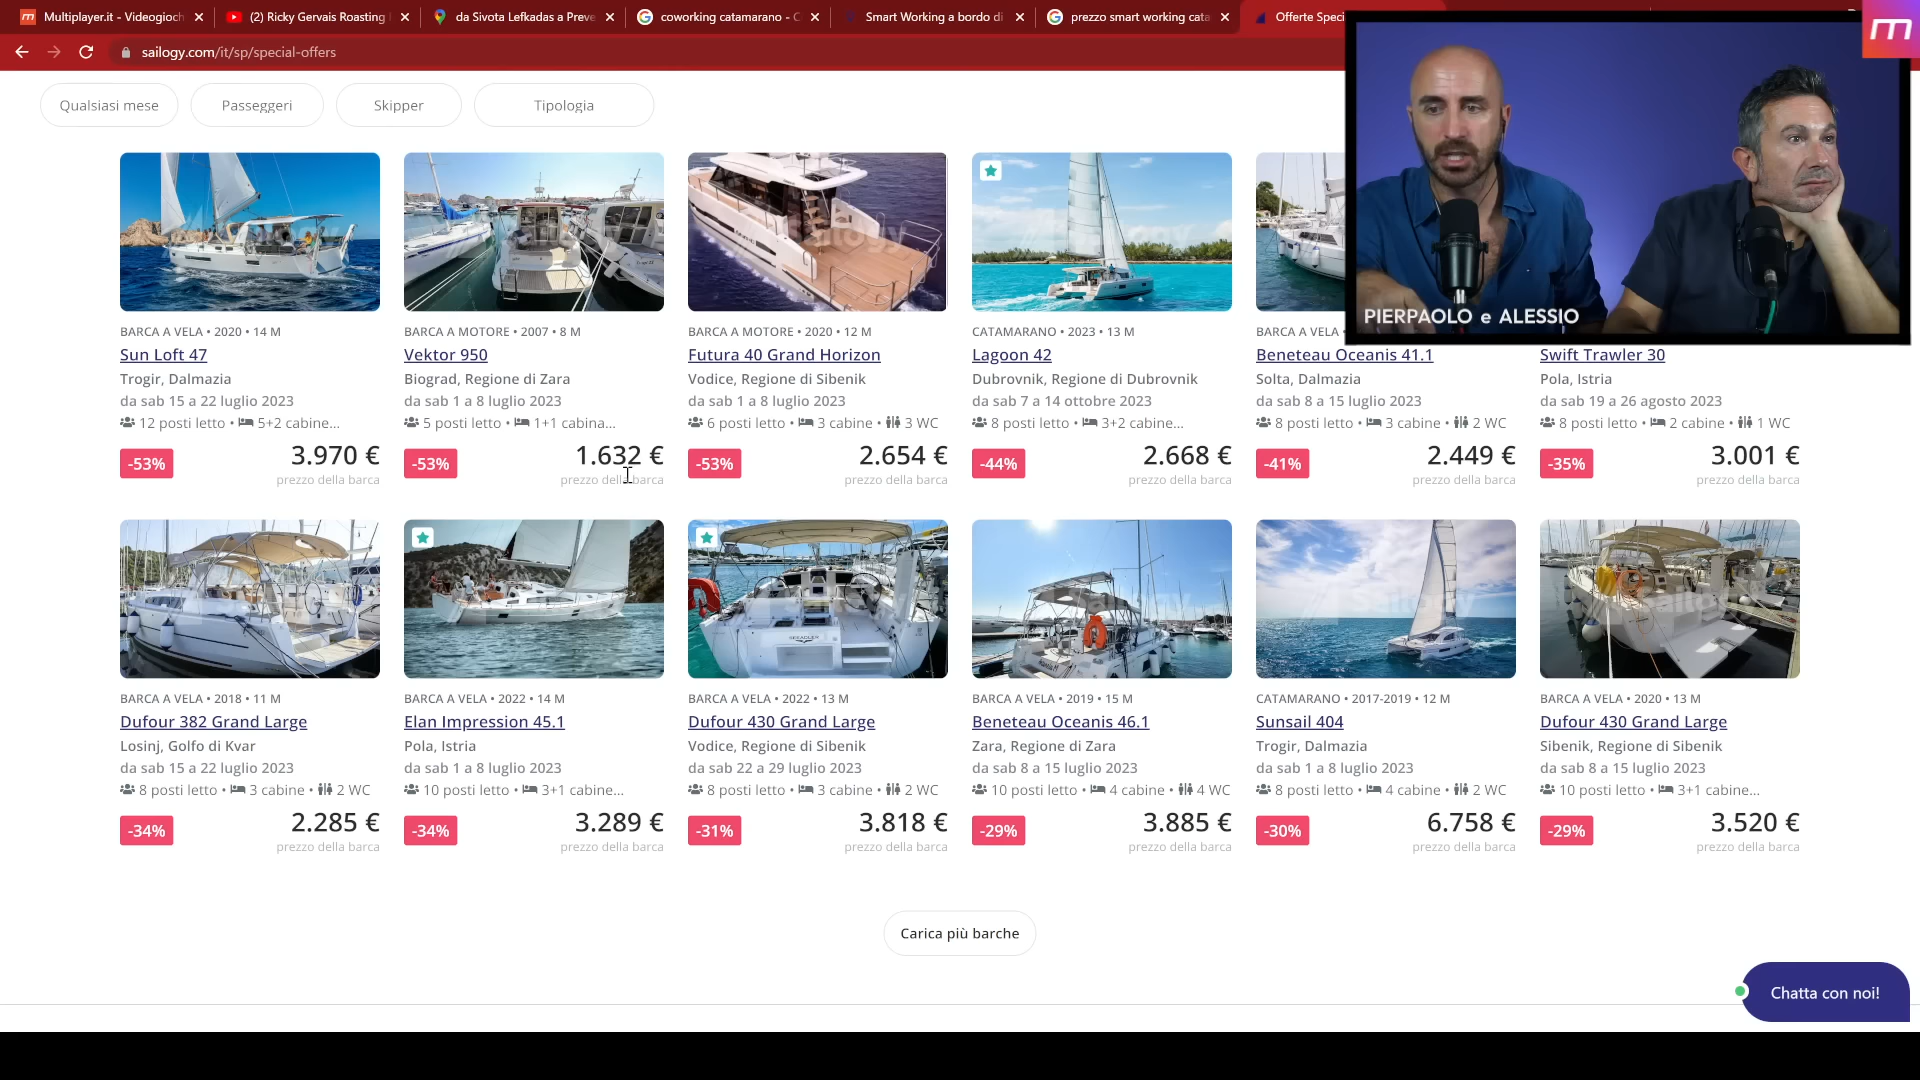 Multiplayer.it - Videogioch
(2) Ricky Gervais Roasting
da Sivota Lefkadas a Preve
coworking catamarano - C
Smart Working a bordo di
prezzo smart working cata
Offerte Speci
sailogy.com/it/sp/special-offers
Qualsiasi mese
Passeggeri
Skipper
Tipologia
PIERPAOLO e ALESSIO
BARCA A VELA • 2020 • 14 M
Sun Loft 47
Trogir, Dalmazia
da sab 15 a 22 luglio 2023
12 posti letto • 5+2 cabine...
-53%
3.970 €
prezzo della barca
BARCA A MOTORE • 2007 • 8 M
Vektor 950
Biograd, Regione di Zara
da sab 1 a 8 luglio 2023
5 posti letto • 1+1 cabina...
-53%
1.632 €
prezzo della barca
BARCA A MOTORE • 2020 • 12 M
Futura 40 Grand Horizon
Vodice, Regione di Sibenik
da sab 1 a 8 luglio 2023
6 posti letto • 3 cabine • 3 WC
-53%
2.654 €
prezzo della barca
CATAMARANO • 2023 • 13 M
Lagoon 42
Dubrovnik, Regione di Dubrovnik
da sab 7 a 14 ottobre 2023
8 posti letto • 3+2 cabine...
-44%
2.668 €
prezzo della barca
BARCA A VELA •
Beneteau Oceanis 41.1
Solta, Dalmazia
da sab 8 a 15 luglio 2023
8 posti letto • 3 cabine • 2 WC
-41%
2.449 €
prezzo della barca
Swift Trawler 30
Pola, Istria
da sab 19 a 26 agosto 2023
8 posti letto • 2 cabine • 1 WC
-35%
3.001 €
prezzo della barca
BARCA A VELA • 2018 • 11 M
Dufour 382 Grand Large
Losinj, Golfo di Kvar
da sab 15 a 22 luglio 2023
8 posti letto • 3 cabine • 2 WC
-34%
2.285 €
prezzo della barca
BARCA A VELA • 2022 • 14 M
Elan Impression 45.1
Pola, Istria
da sab 1 a 8 luglio 2023
10 posti letto • 3+1 cabine...
-34%
3.289 €
prezzo della barca
BARCA A VELA • 2022 • 13 M
Dufour 430 Grand Large
Vodice, Regione di Sibenik
da sab 22 a 29 luglio 2023
8 posti letto • 3 cabine • 2 WC
-31%
3.818 €
prezzo della barca
BARCA A VELA • 2019 • 15 M
Beneteau Oceanis 46.1
Zara, Regione di Zara
da sab 8 a 15 luglio 2023
10 posti letto • 4 cabine • 4 WC
-29%
3.885 €
prezzo della barca
CATAMARANO • 2017-2019 • 12 M
Sunsail 404
Trogir, Dalmazia
da sab 1 a 8 luglio 2023
8 posti letto • 4 cabine • 2 WC
-30%
6.758 €
prezzo della barca
BARCA A VELA • 2020 • 13 M
Dufour 430 Grand Large
Sibenik, Regione di Sibenik
da sab 8 a 15 luglio 2023
10 posti letto • 3+1 cabine...
-29%
3.520 €
prezzo della barca
Carica più barche
Chatta con noi!